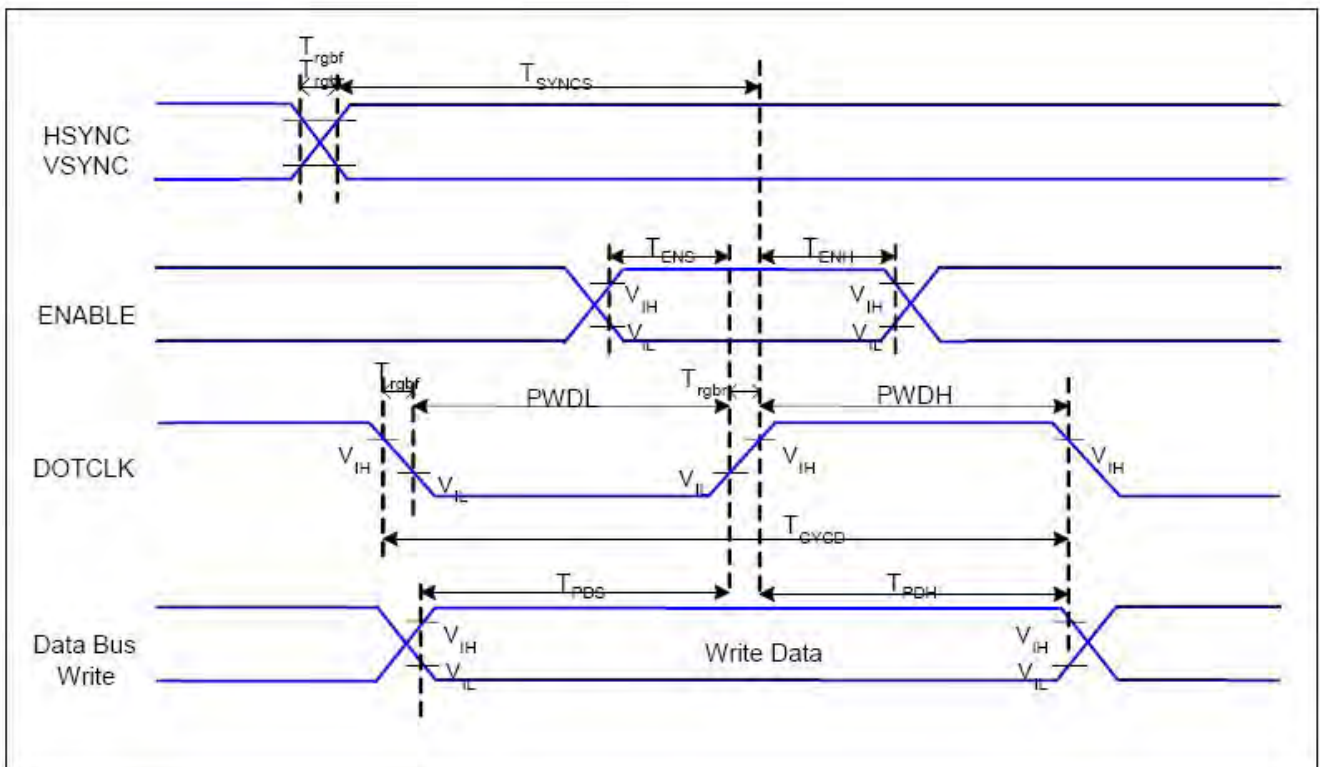 Trgbf
Trgbr
TSYNCS
HSYNC
VSYNC
TENS
TENH
VIH
VIH
ENABLE
VIL
VIL
Trgbf
PWDL
Trgbr
PWDH
VIH
VIH
VIH
DOTCLK
VIL
VIL
TCYCD
TPDS
TPDH
VIH
VIH
Data Bus
Write
Write Data
VIL
VIL